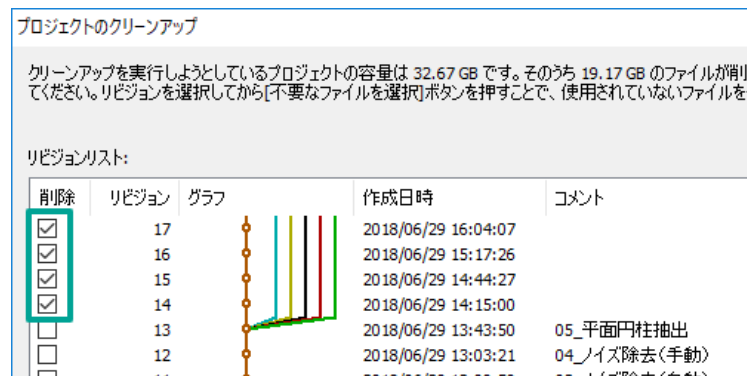 プロジェクトのクリーンアップ
クリーンアップを実行しようとしているプロジェクトの容量は 32.67 GB です。そのうち 19.17 GB のファイルが削
てください。リビジョンを選択してから[不要なファイルを選択]ボタンを押すことで、使用されていないファイルを
リビジョンリスト:
削除 リビジョン グラフ 作成日時 コメント
17 2018/06/29 16:04:07
16 2018/06/29 15:17:26
15 2018/06/29 14:44:27
14 2018/06/29 14:15:00
13 2018/06/29 13:43:50 05_平面円柱抽出
12 2018/06/29 13:03:21 04_ノイズ除去(手動)